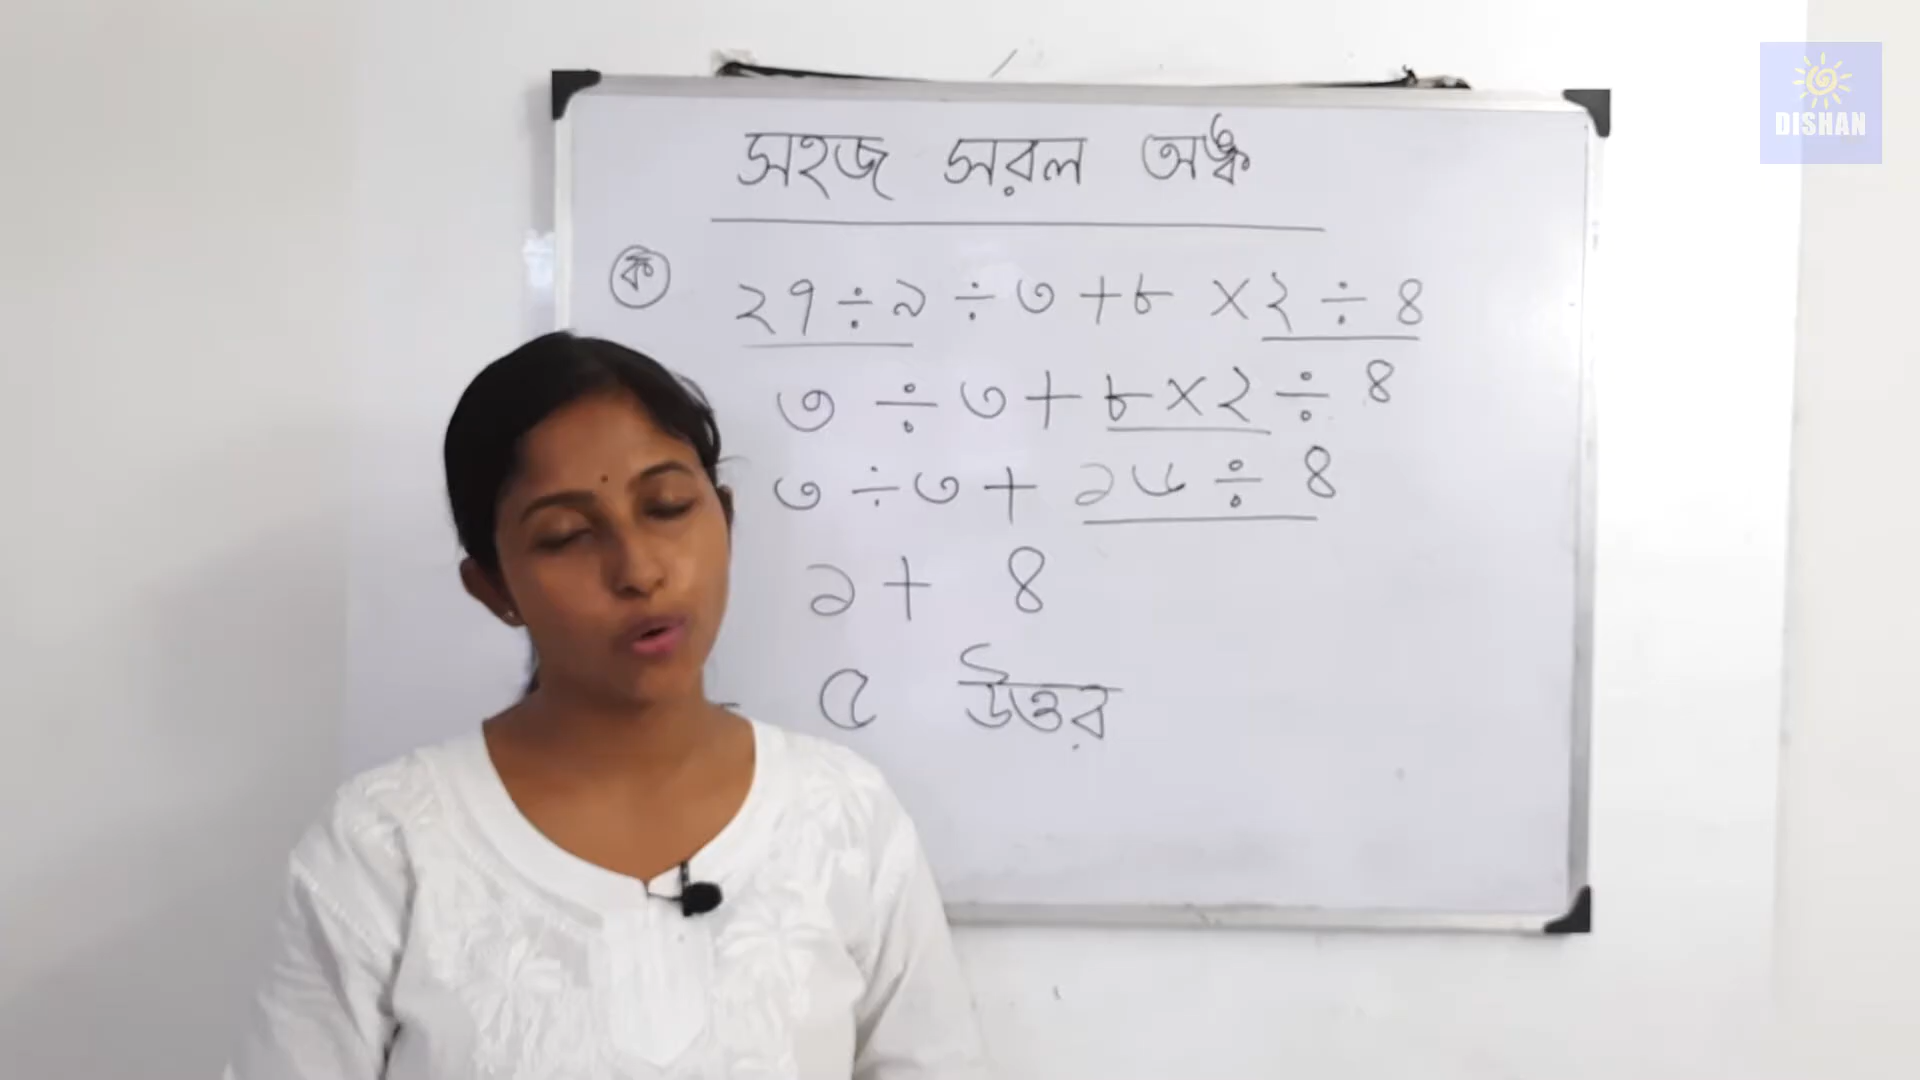 DISHAN
সহজ সরল অঙ্ক
ক ২৭ ÷ ৯ ÷ ৩ + ৮ × ২ ÷ ৪
৩ ÷ ৩ + ৮ × ২ ÷ ৪
৩ ÷ ৩ + ১৬ ÷ ৪
১ + ৪
৫ উত্তর